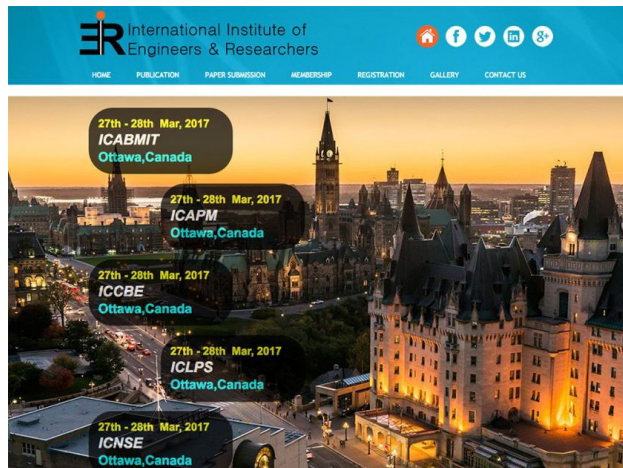 IER International Institute of
Engineers & Researchers
HOME PUBLICATION PAPER SUBMISSION MEMBERSHIP REGISTRATION GALLERY CONTACT US
27th - 28th Mar, 2017
ICABMIT
Ottawa,Canada
27th - 28th Mar, 2017
ICAPM
Ottawa,Canada
27th - 28th Mar, 2017
ICCBE
Ottawa,Canada
27th - 28th Mar, 2017
ICLPS
Ottawa,Canada
27th - 28th Mar, 2017
ICNSE
Ottawa,Canada